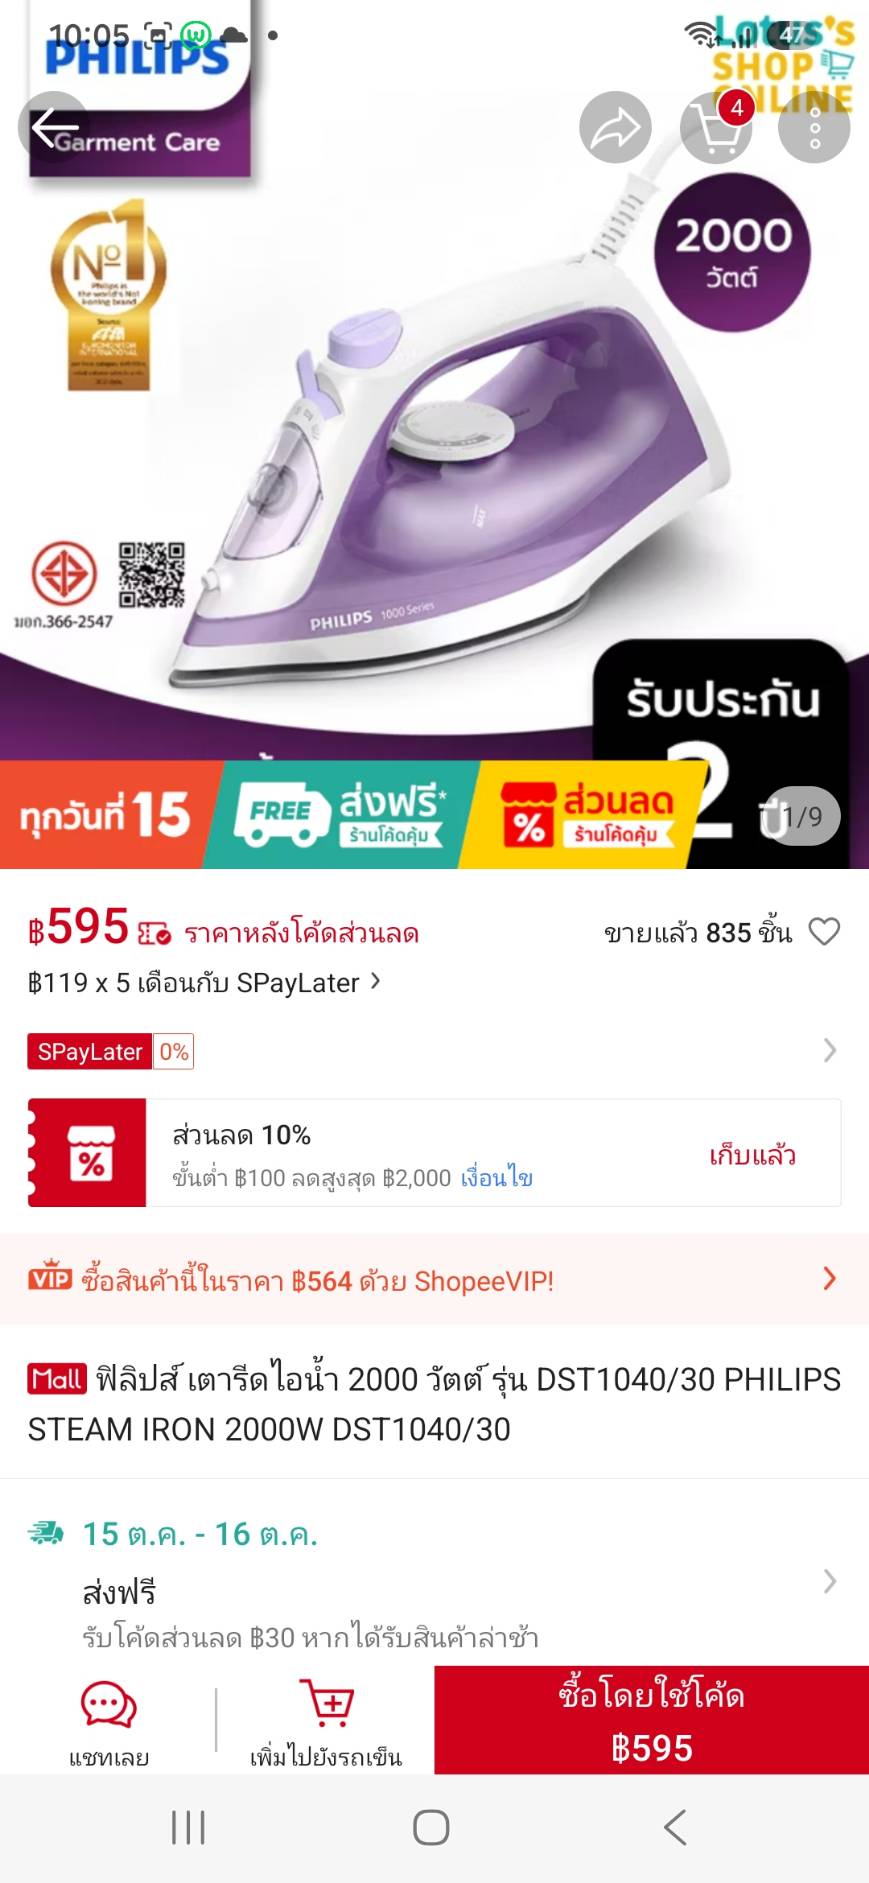 10:05
47
PHILIPS
Lotus's
SHOP
ONLINE
Garment Care
4
2000
วัตต์
Nº1
Philips is
the world's No1
ironing brand
EUROMONITOR
INTERNATIONAL
MAX
PHILIPS 1000 Series
มอก.366-2547
รับประกัน
2 ปี
ทุกวันที่ 15
FREE
ส่งฟรี*
ร้านโค้ดคุ้ม
%
ส่วนลด
ร้านโค้ดคุ้ม
1/9
฿595 ราคาหลังโค้ดส่วนลด
ขายแล้ว 835 ชิ้น
฿119 x 5 เดือนกับ SPayLater >
SPayLater 0%
%
ส่วนลด 10%
ขั้นต่ำ ฿100 ลดสูงสุด ฿2,000 เงื่อนไข
เก็บแล้ว
VIP ซื้อสินค้านี้ในราคา ฿564 ด้วย ShopeeVIP!
Mall ฟิลิปส์ เตารีดไอน้ำ 2000 วัตต์ รุ่น DST1040/30 PHILIPS
STEAM IRON 2000W DST1040/30
15 ต.ค. - 16 ต.ค.
ส่งฟรี
รับโค้ดส่วนลด ฿30 หากได้รับสินค้าล่าช้า
แชทเลย
เพิ่มไปยังรถเข็น
ซื้อโดยใช้โค้ด
฿595